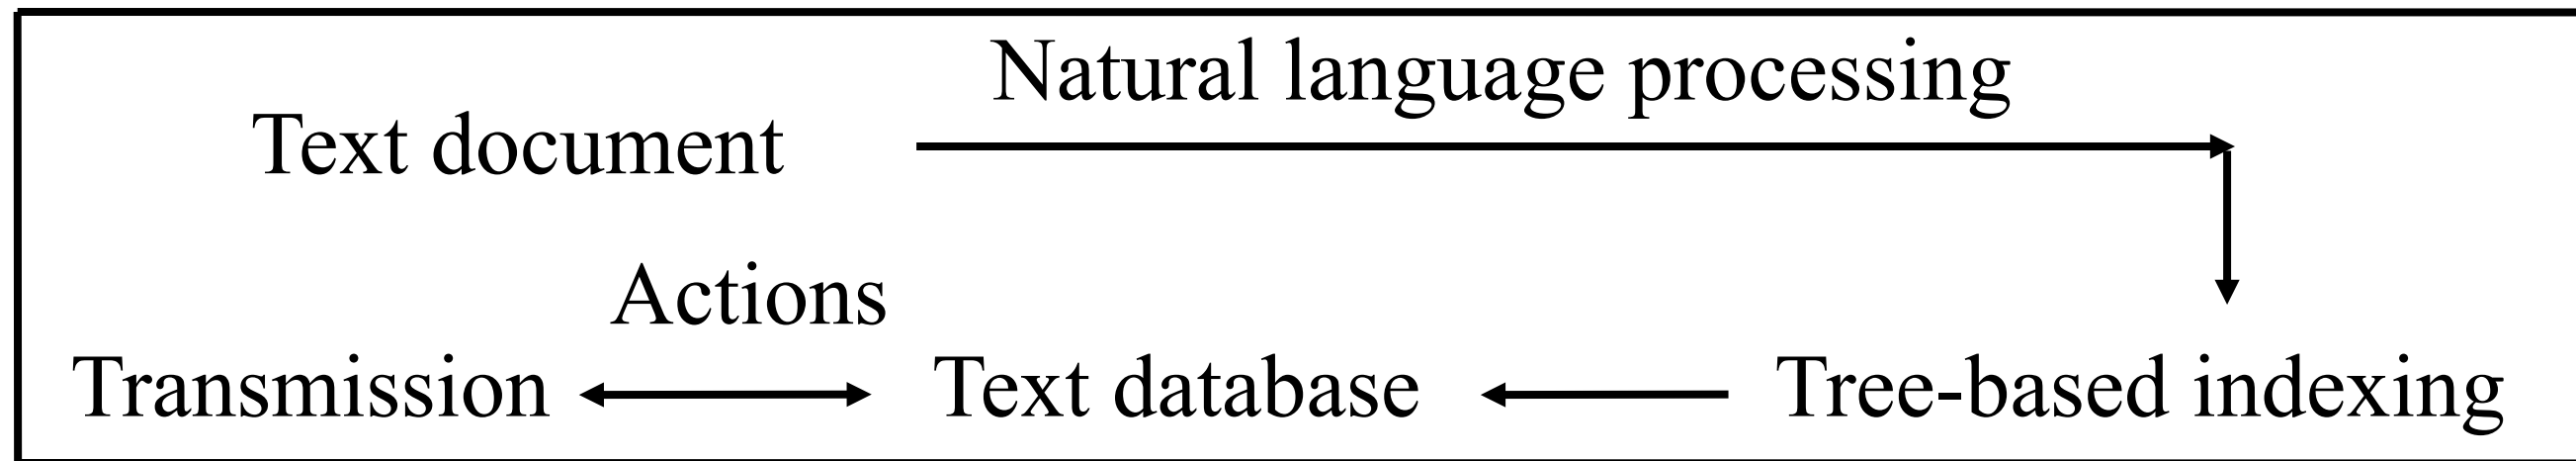 Natural language processing
Text document
Actions
Transmission
Text database
Tree-based indexing